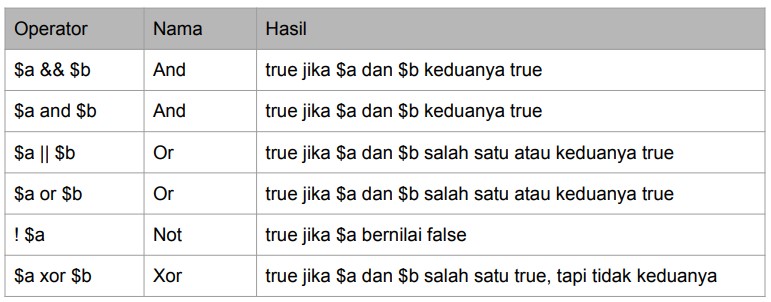 Operator Nama Hasil
$a && $b And true jika $a dan $b keduanya true
$a and $b And true jika $a dan $b keduanya true
$a || $b Or true jika $a dan $b salah satu atau keduanya true
$a or $b Or true jika $a dan $b salah satu atau keduanya true
! $a Not true jika $a bernilai false
$a xor $b Xor true jika $a dan $b salah satu true, tapi tidak keduanya